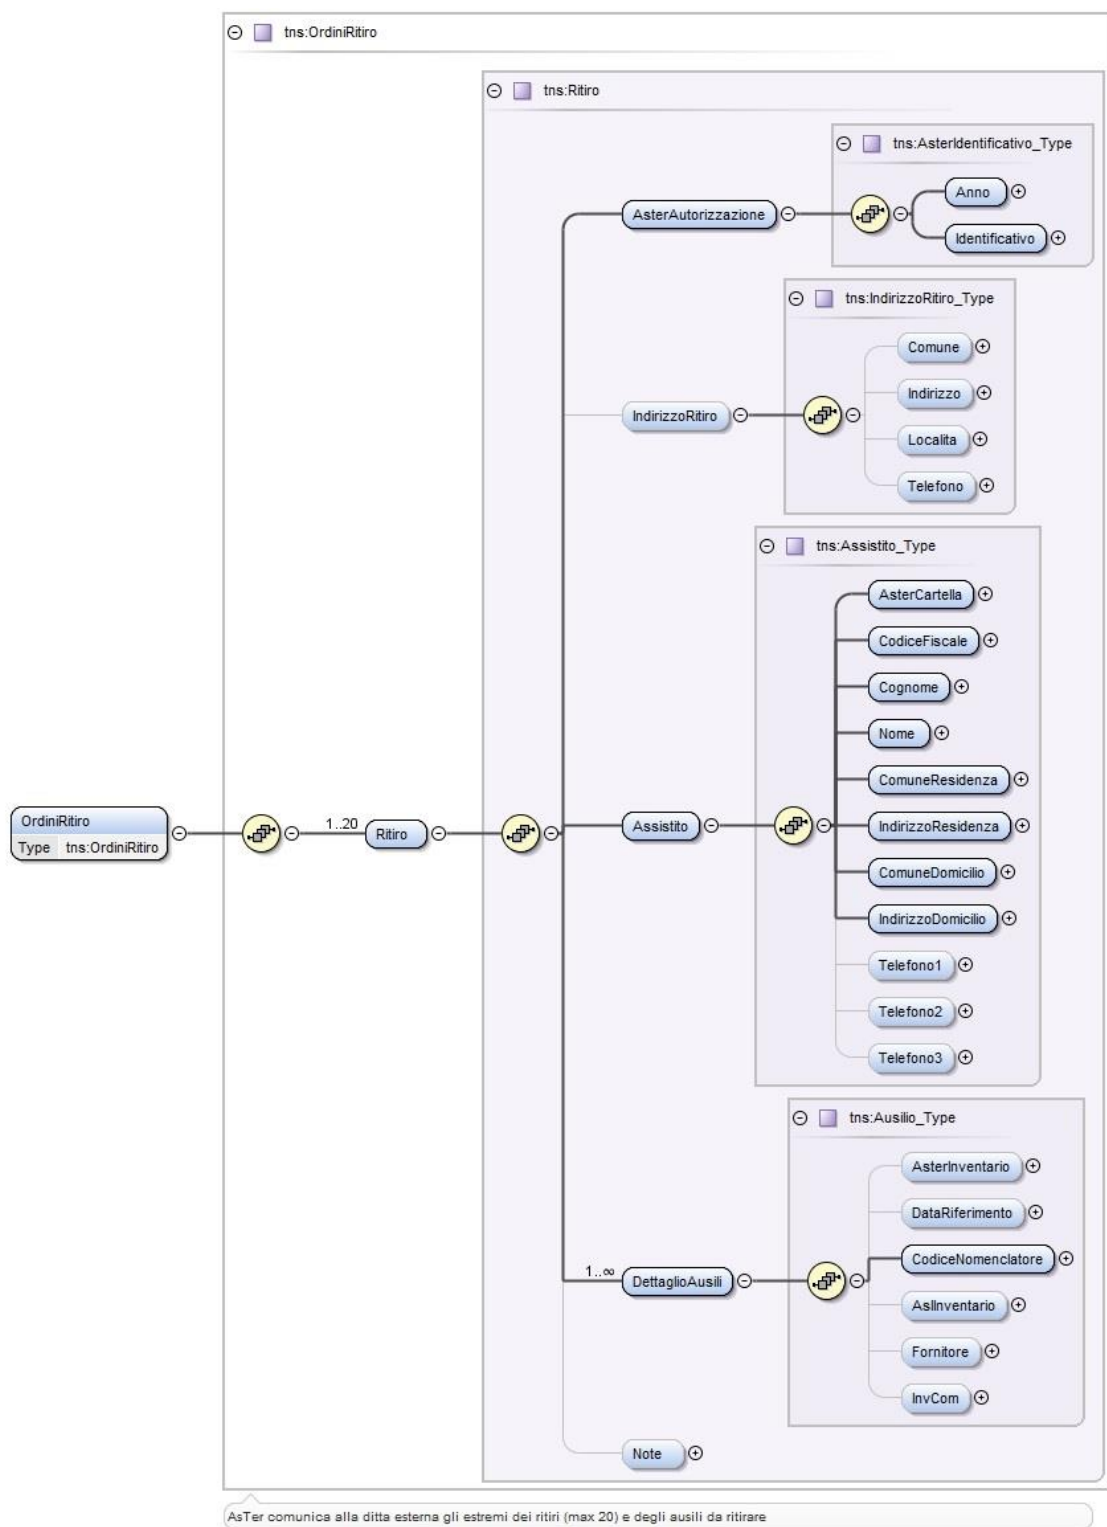 tns:OrdiniRitiro
tns:Ritiro
tns:AsterIdentificativo_Type
Anno
AsterAutorizzazione
Identificativo
tns:IndirizzoRitiro_Type
Comune
Indirizzo
IndirizzoRitiro
Localita
Telefono
tns:Assistito_Type
AsterCartella
CodiceFiscale
Cognome
Nome
ComuneResidenza
OrdiniRitiro
Type tns:OrdiniRitiro
1..20
Ritiro
Assistito
IndirizzoResidenza
ComuneDomicilio
IndirizzoDomicilio
Telefono1
Telefono2
Telefono3
tns:Ausilio_Type
AsterInventario
DataRiferimento
CodiceNomenclatore
1..∞
DettaglioAusili
AslInventario
Fornitore
InvCom
Note
AsTer comunica alla ditta esterna gli estremi dei ritiri (max 20) e degli ausili da ritirare